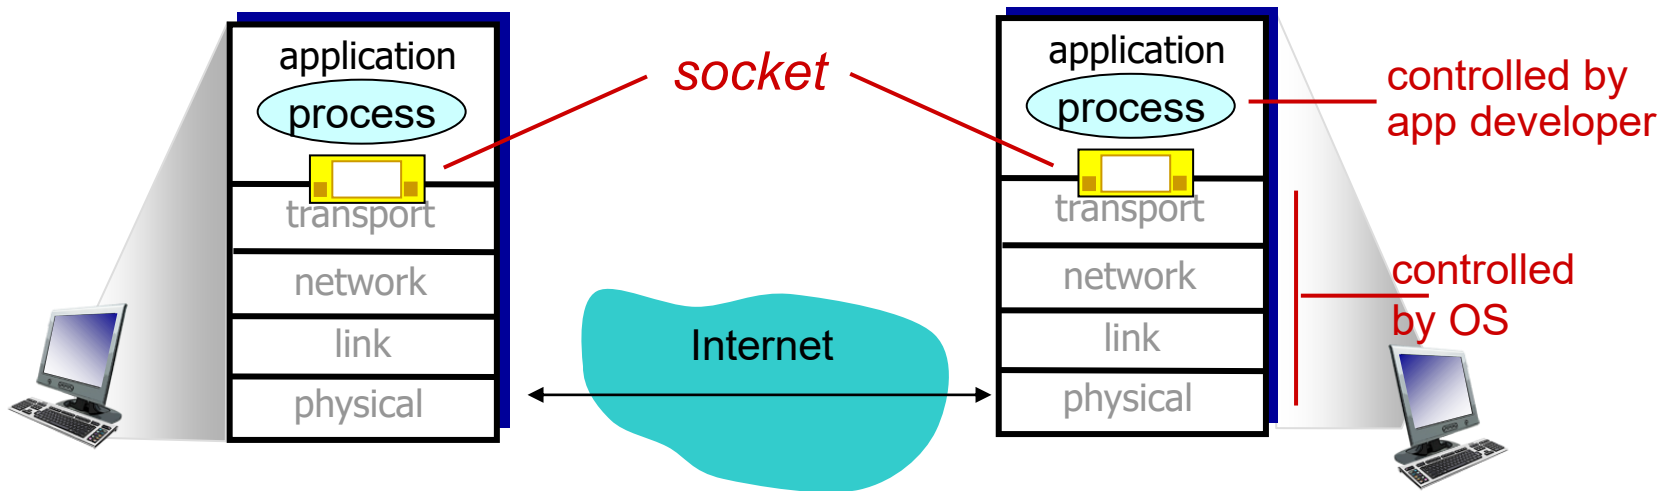 application
process
transport
network
link
physical
socket
Internet
application
process
transport
network
link
physical
controlled by
app developer
controlled
by OS